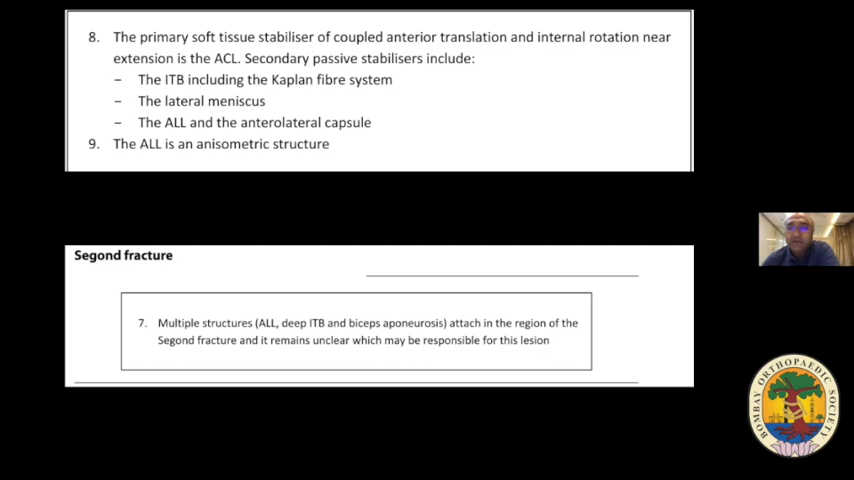 8. The primary soft tissue stabiliser of coupled anterior translation and internal rotation near
extension is the ACL. Secondary passive stabilisers include:
– The ITB including the Kaplan fibre system
– The lateral meniscus
– The ALL and the anterolateral capsule
9. The ALL is an anisometric structure
Segond fracture
7. Multiple structures (ALL, deep ITB and biceps aponeurosis) attach in the region of the
Segond fracture and it remains unclear which may be responsible for this lesion
BOMBAY ORTHOPAEDIC SOCIETY